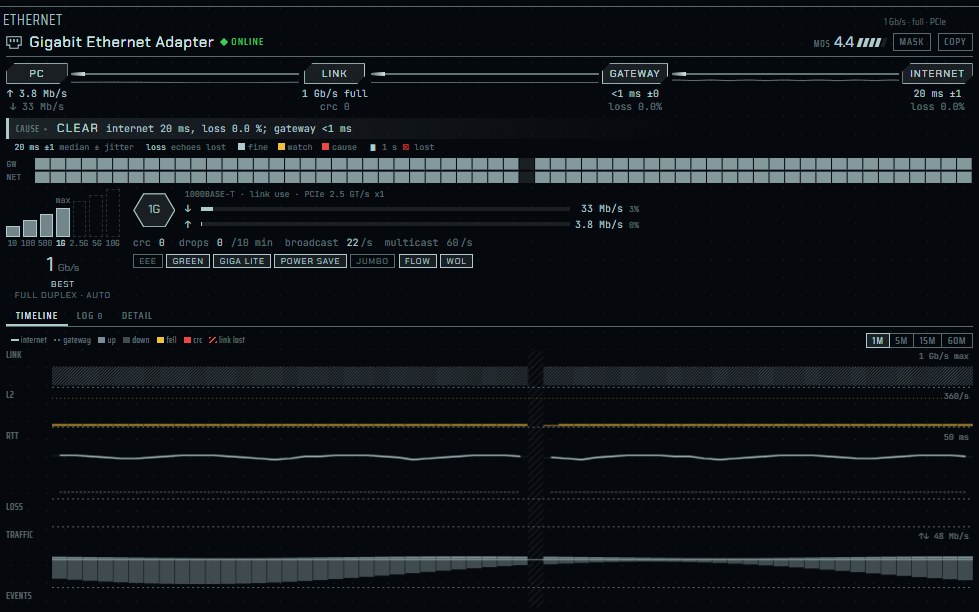 ETHERNET
1 Gb/s · full · PCIe
Gigabit Ethernet Adapter ◆ ONLINE
MOS 4.4 MASK COPY
PC LINK GATEWAY INTERNET
↑ 3.8 Mb/s 1 Gb/s full <1 ms ±0 20 ms ±1
↓ 33 Mb/s crc 0 loss 0.0% loss 0.0%
CAUSE · CLEAR internet 20 ms, loss 0.0 %; gateway <1 ms
20 ms ±1 median ± jitter loss echoes lost fine watch cause 1 s lost
GW
NET
max
10 100 500 1G 2.5G 5G 10G
1 Gb/s
BEST
FULL DUPLEX · AUTO
1G
1000BASE-T · link use · PCIe 2.5 GT/s x1
↓ 33 Mb/s 3%
↑ 3.8 Mb/s 0%
crc 0 drops 0 /10 min broadcast 22/s multicast 60/s
EEE GREEN GIGA LITE POWER SAVE JUMBO FLOW WOL
TIMELINE LOG 0 DETAIL
internet gateway up down fell crc link lost
1M 5M 15M 60M
LINK 1 Gb/s max
L2 360/s
RTT 50 ms
LOSS
TRAFFIC ↑↓ 48 Mb/s
EVENTS